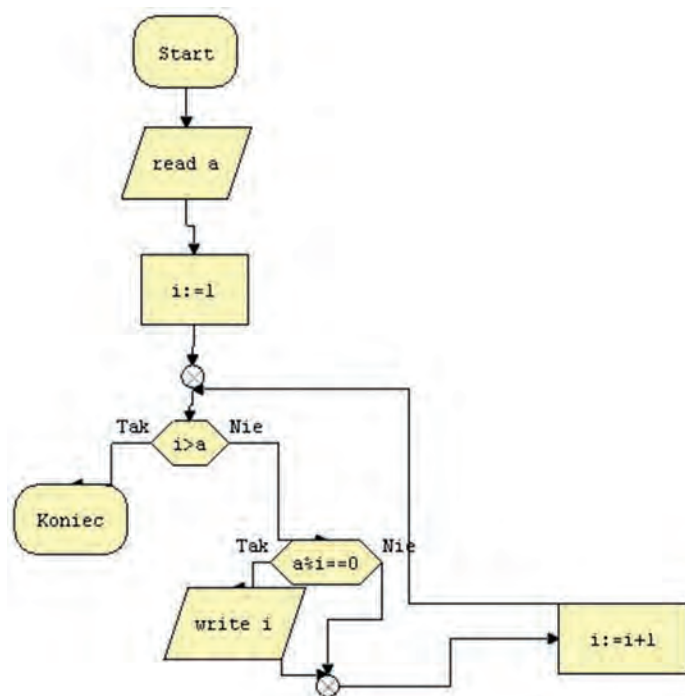 Start
read a
i:=1
Tak
Nie
i>a
Koniec
Tak
Nie
a%i==0
write i
i:=i+1